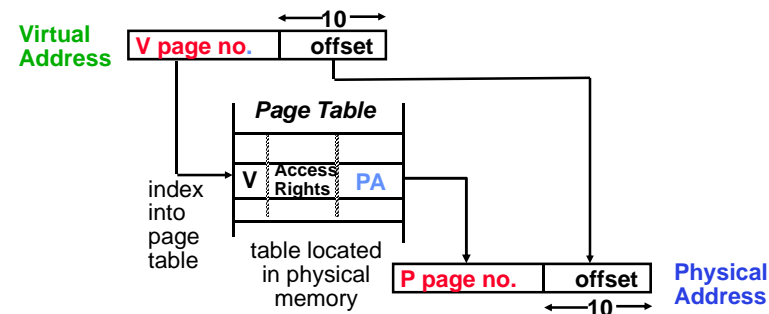 10
Virtual
Address
V page no.
offset
Page Table
V
Access
Rights
PA
index
into
page
table
table located
in physical
memory
P page no.
offset
Physical
Address
10